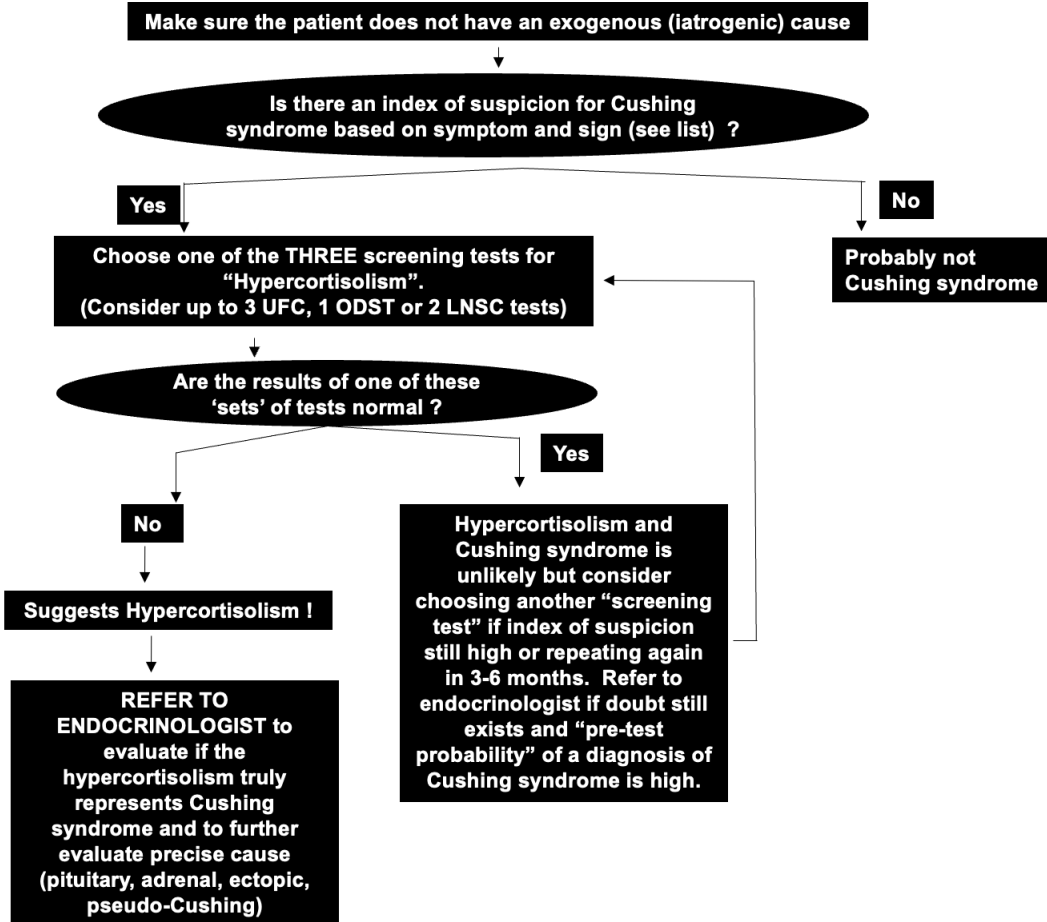 Make sure the patient does not have an exogenous (iatrogenic) cause
Is there an index of suspicion for Cushing
syndrome based on symptom and sign (see list)  ?
Yes
No
Choose one of the THREE screening tests for
“Hypercortisolism”.
(Consider up to 3 UFC, 1 ODST or 2 LNSC tests)
Probably not
Cushing syndrome
Are the results of one of these
‘sets’ of tests normal ?
No
Yes
Suggests Hypercortisolism !
Hypercortisolism and
Cushing syndrome is
unlikely but consider
choosing another “screening
test” if index of suspicion
still high or repeating again
in 3-6 months.  Refer to
endocrinologist if doubt still
exists and “pre-test
probability” of a diagnosis of
Cushing syndrome is high.
REFER TO
ENDOCRINOLOGIST to
evaluate if the
hypercortisolism truly
represents Cushing
syndrome and to further
evaluate precise cause
(pituitary, adrenal, ectopic,
pseudo-Cushing)